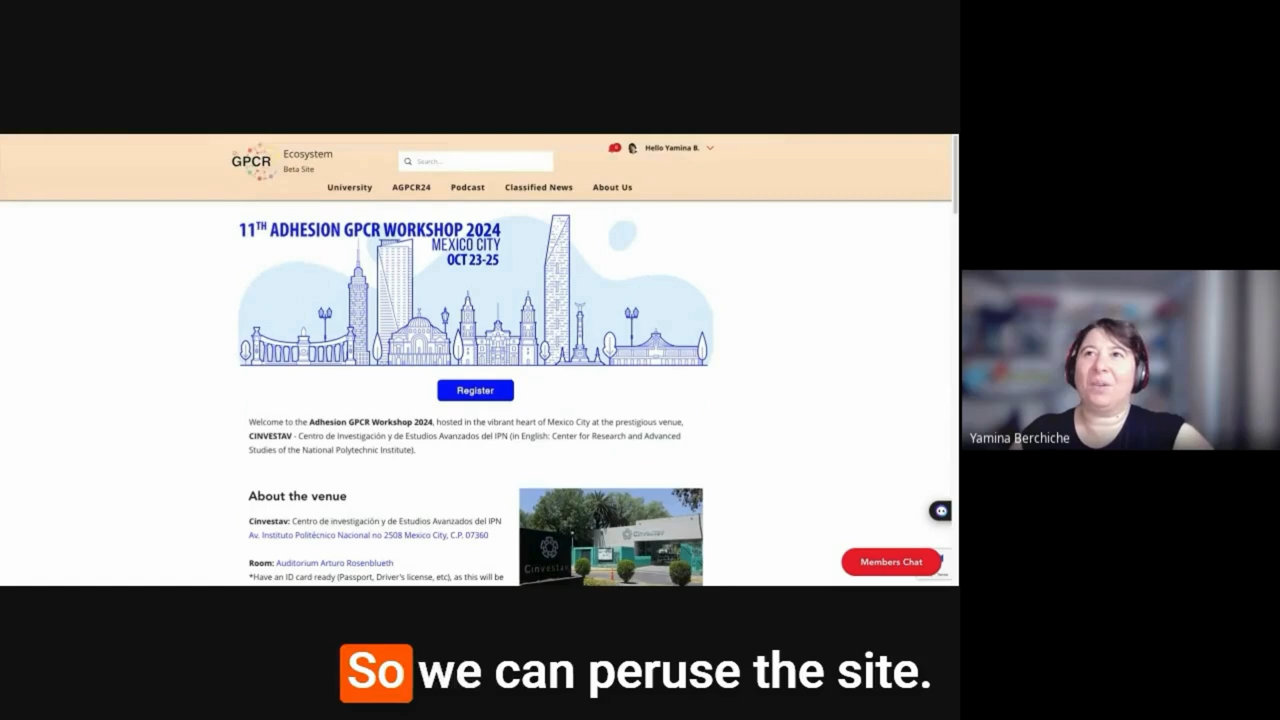 GPCR
Ecosystem
Beta Site
Search...
Hello Yamina B.
University AGPCR24 Podcast Classified News About Us
11TH ADHESION GPCR WORKSHOP 2024
MEXICO CITY
OCT 23-25
Register
Welcome to the Adhesion GPCR Workshop 2024, hosted in the vibrant heart of Mexico City at the prestigious venue,
CINVESTAV - Centro de Investigación y de Estudios Avanzados del IPN (in English: Center for Research and Advanced
Studies of the National Polytechnic Institute).
About the venue
Cinvestav: Centro de investigación y de Estudios Avanzados del IPN
Av. Instituto Politécnico Nacional no 2508 Mexico City, C.P. 07360
Room: Auditorium Arturo Rosenblueth
*Have an ID card ready (Passport, Driver's license, etc), as this will be
Cinvestav
Cinvestav
Members Chat
Yamina Berchiche
So we can peruse the site.